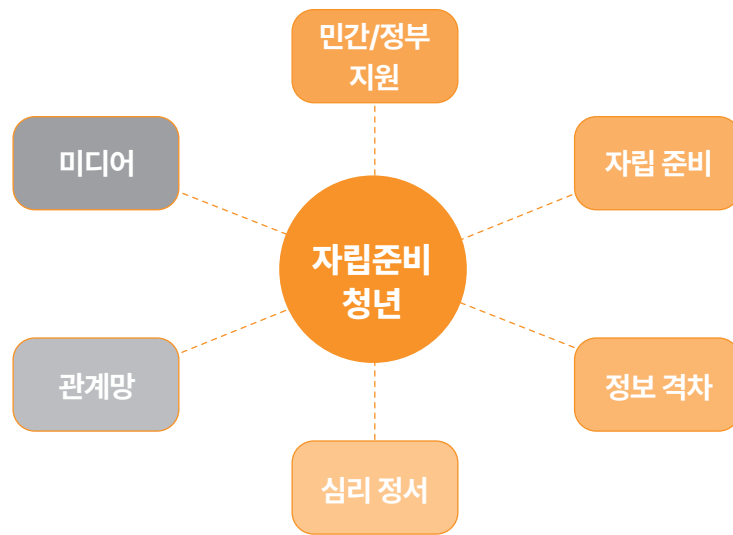 민간/정부
지원
미디어
자립 준비
자립준비
청년
관계망
정보 격차
심리 정서